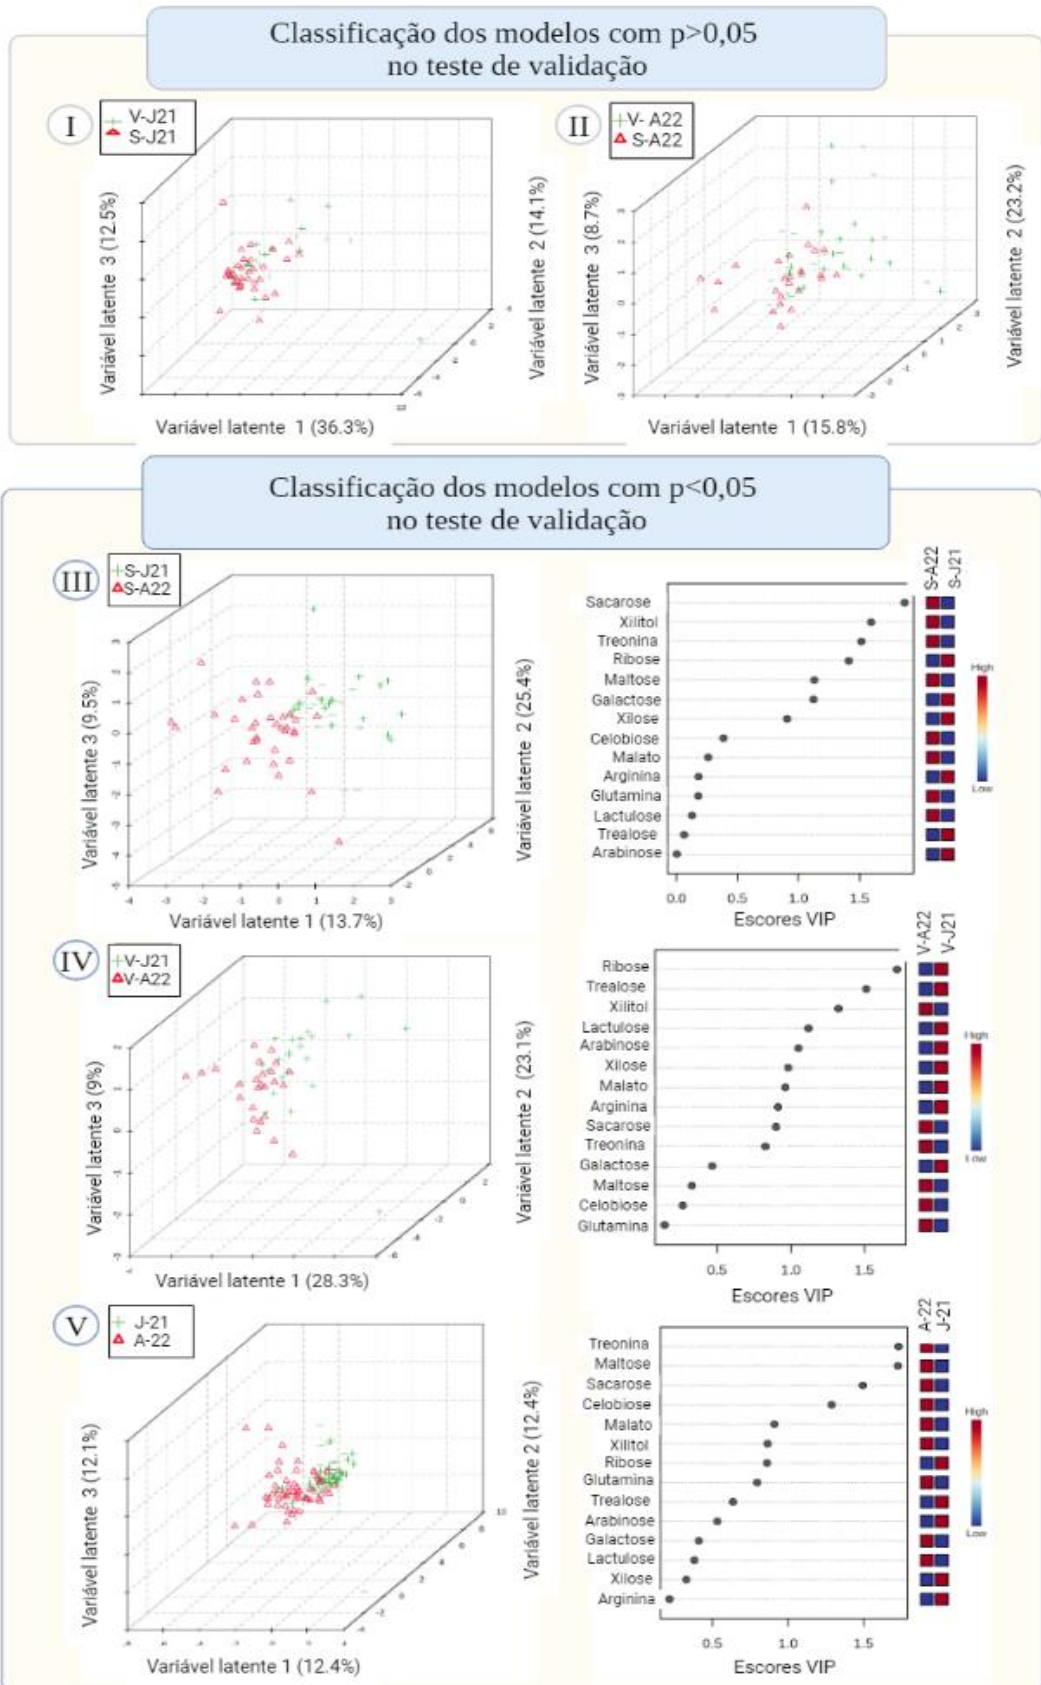 Classificação dos modelos com p>0,05
no teste de validação
I
V-J21
S-J21
Variável latente 3 (12.5%)
Variável latente 2 (14.1%)
Variável latente 1 (36.3%)
II
V- A22
S-A22
Variável latente 3 (8.7%)
Variável latente 2 (23.2%)
Variável latente 1 (15.8%)
Classificação dos modelos com p<0,05
no teste de validação
III
S-J21
S-A22
Variável latente 3 (9.5%)
Variável latente 2 (25.4%)
Variável latente 1 (13.7%)
S-A22
S-J21
Sacarose
Xilitol
Treonina
Ribose
Maltose
Galactose
Xilose
Celobiose
Malato
Arginina
Glutamina
Lactulose
Trealose
Arabinose
High
Low
0.0 0.5 1.0 1.5
Escores VIP
IV
V-J21
V-A22
Variável latente 3 (9%)
Variável latente 2 (23.1%)
Variável latente 1 (28.3%)
V-A22
V-J21
Ribose
Trealose
Xilitol
Lactulose
Arabinose
Xilose
Malato
Arginina
Sacarose
Treonina
Galactose
Maltose
Celobiose
Glutamina
High
Low
0.5 1.0 1.5
Escores VIP
V
J-21
A-22
Variável latente 3 (12.1%)
Variável latente 2 (12.4%)
Variável latente 1 (12.4%)
A-22
J-21
Treonina
Maltose
Sacarose
Celobiose
Malato
Xilitol
Ribose
Glutamina
Trealose
Arabinose
Galactose
Lactulose
Xilose
Arginina
High
Low
0.5 1.0 1.5
Escores VIP